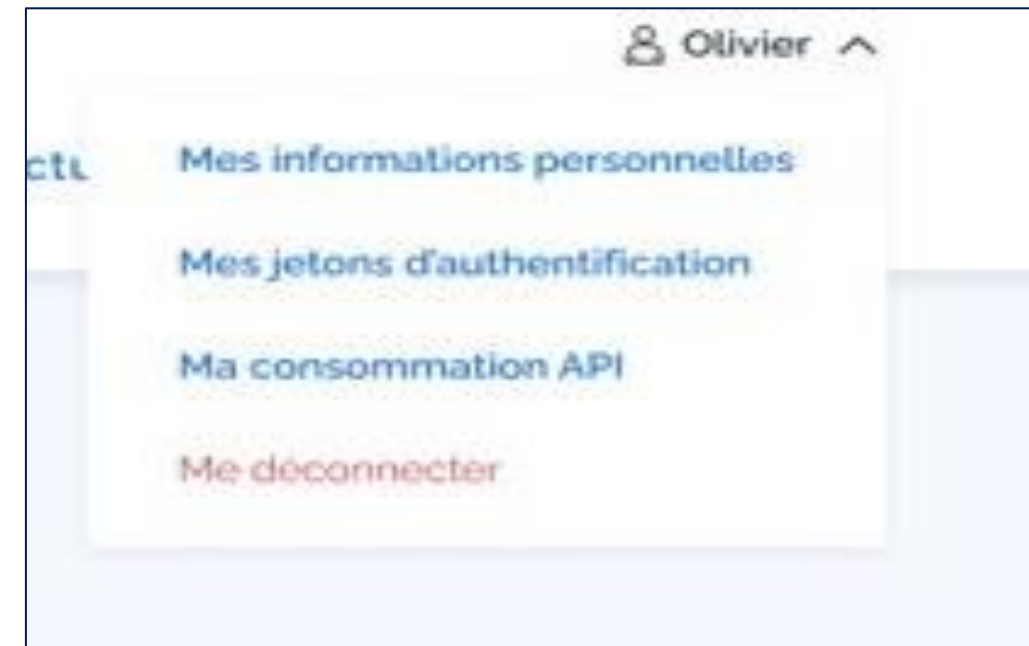 Olivier
Mes informations personnelles
Mes jetons d'authentification
Ma consommation API
Me déconnecter